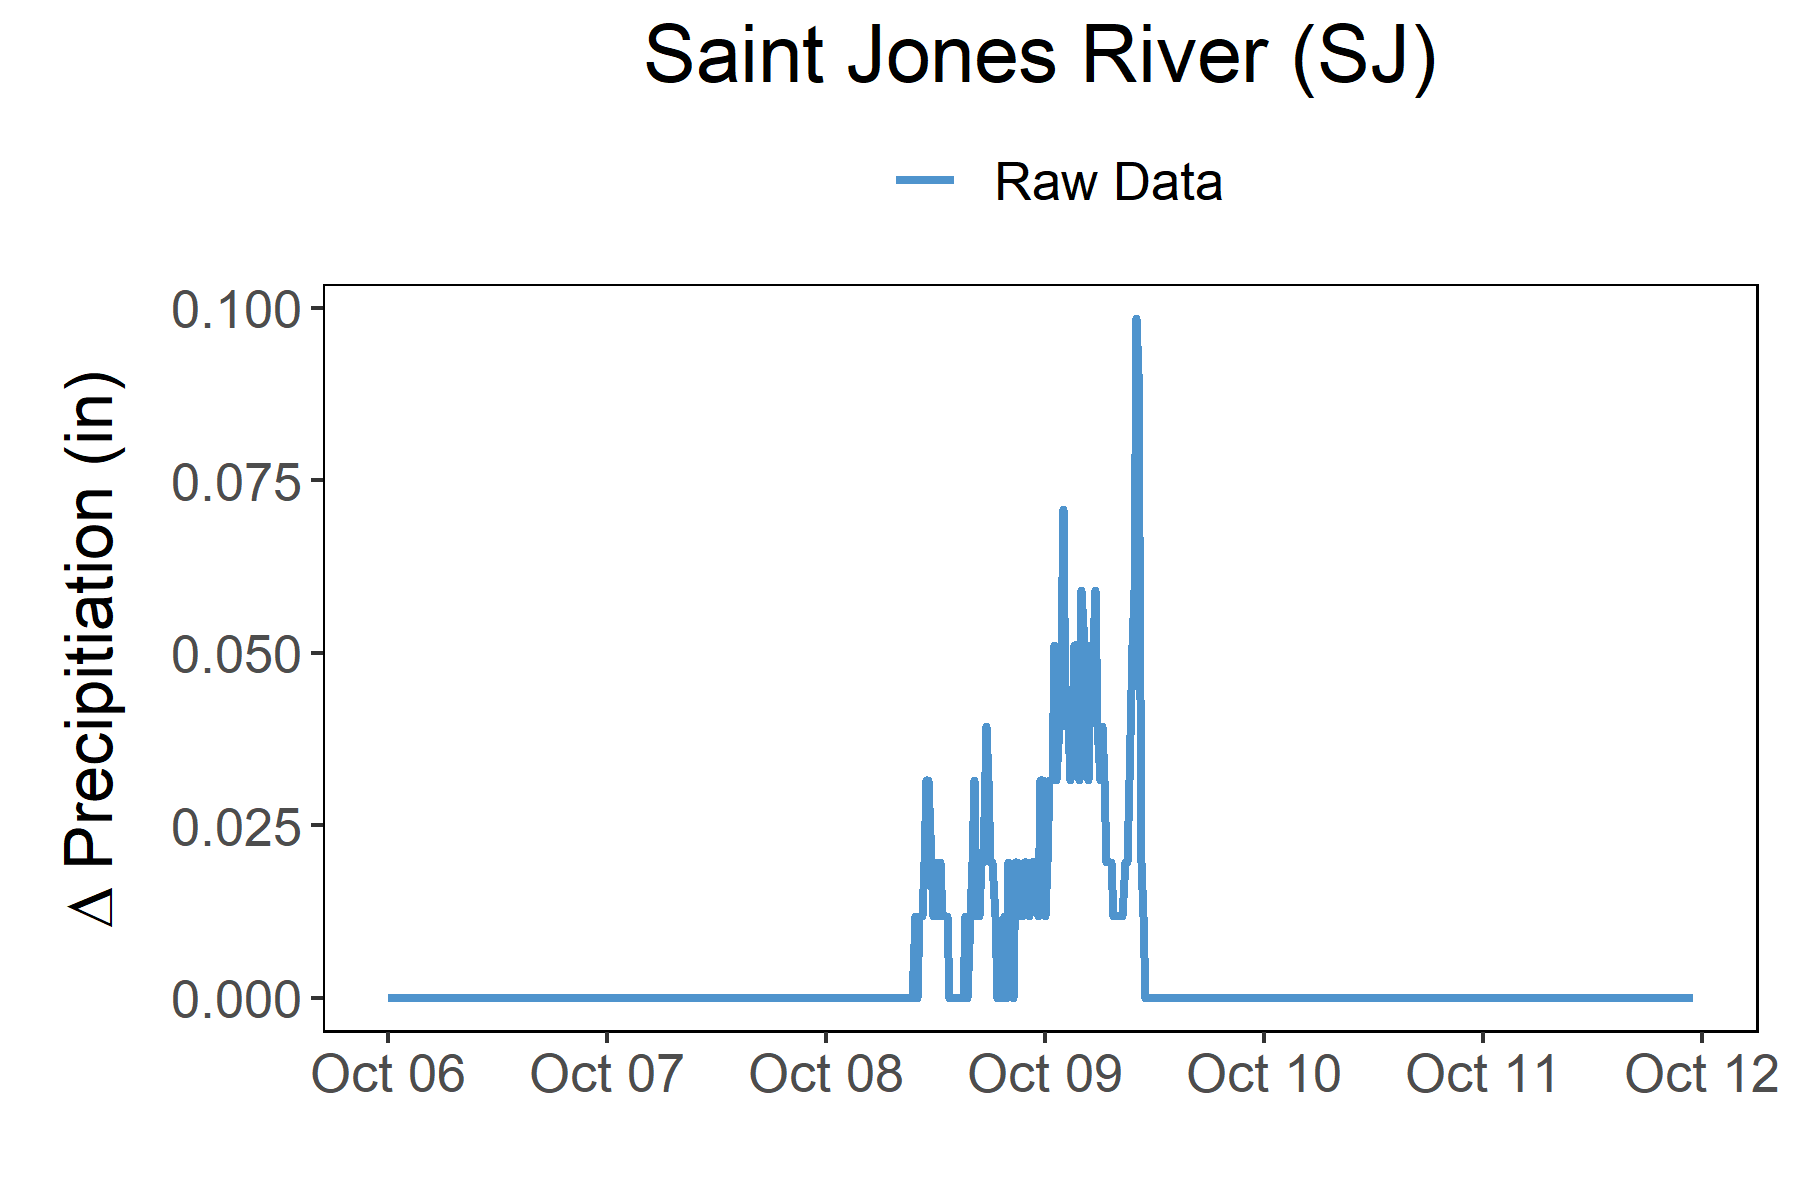 Saint Jones River (SJ)
Raw Data
Δ Precipitiation (in)
0.100
0.075
0.050
0.025
0.000
Oct 06 Oct 07 Oct 08 Oct 09 Oct 10 Oct 11 Oct 12